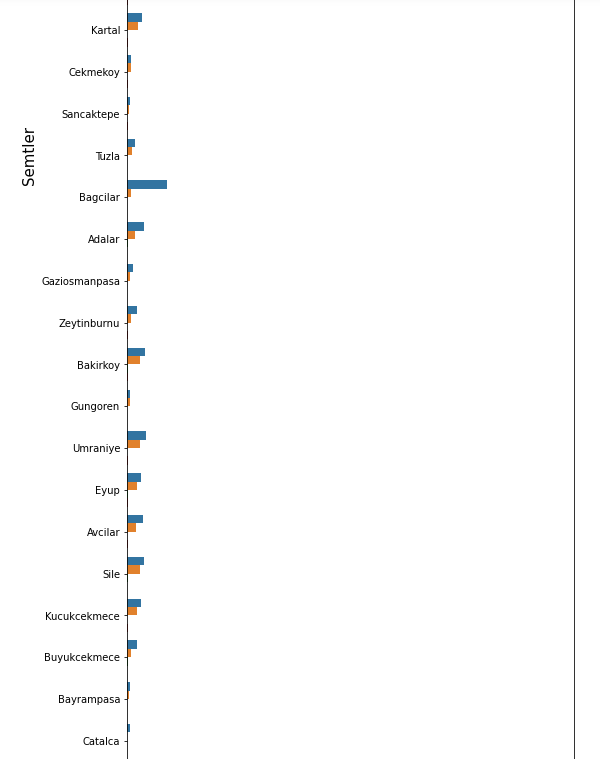 Semtler
Kartal
Cekmekoy
Sancaktepe
Tuzla
Bagcilar
Adalar
Gaziosmanpasa
Zeytinburnu
Bakirkoy
Gungoren
Umraniye
Eyup
Avcilar
Sile
Kucukcekmece
Buyukcekmece
Bayrampasa
Catalca